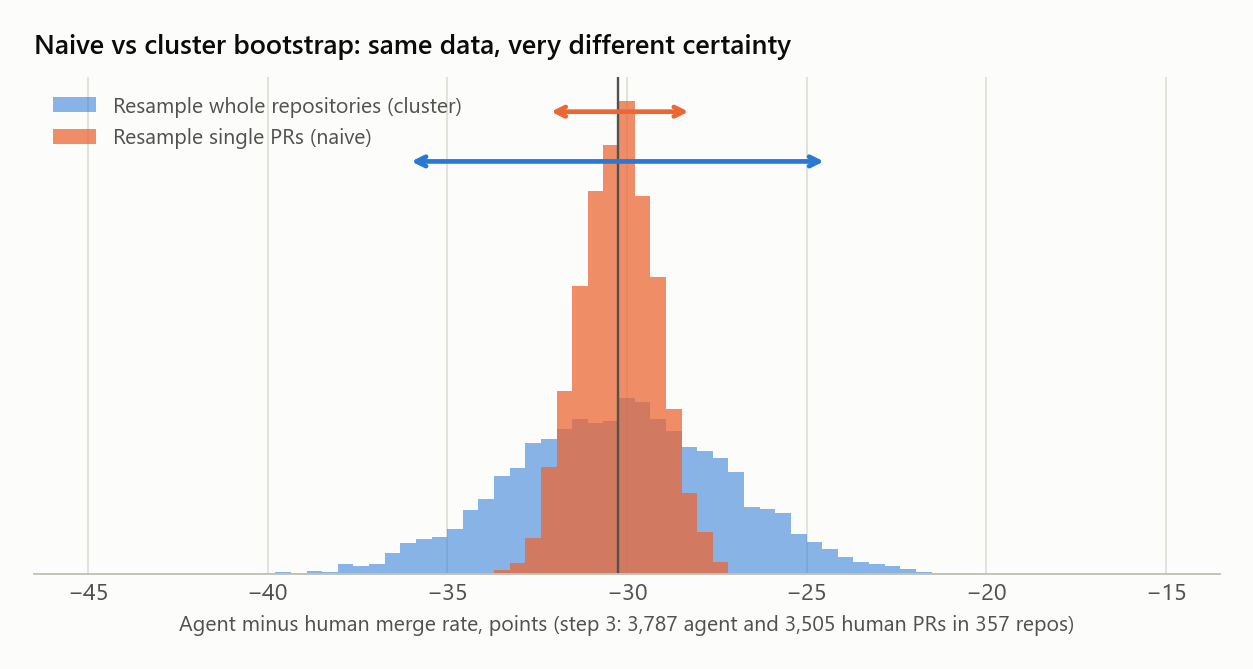 Naive vs cluster bootstrap: same data, very different certainty
Resample whole repositories (cluster)
Resample single PRs (naive)
−45 −40 −35 −30 −25 −20 −15
Agent minus human merge rate, points (step 3: 3,787 agent and 3,505 human PRs in 357 repos)